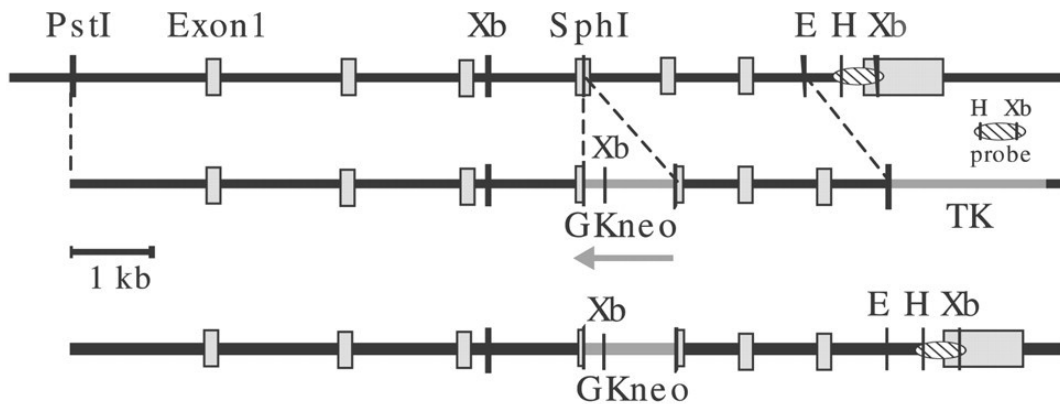 PstI Exon1 Xb SphI E H Xb
H Xb
probe
Xb
GKneo TK
1 kb
Xb E H Xb
GKneo